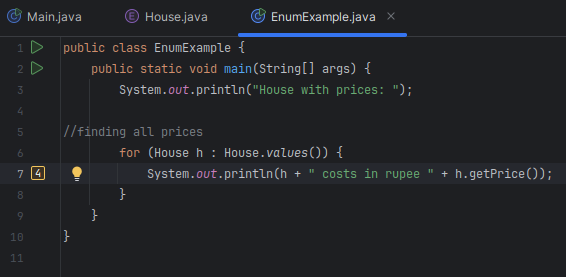 Main.java House.java EnumExample.java
1 public class EnumExample {
2 public static void main(String[] args) {
3 System.out.println("House with prices: ");
4
5 //finding all prices
6 for (House h : House.values()) {
7 4 System.out.println(h + " costs in rupee " + h.getPrice());
8 }
9 }
10 }
11